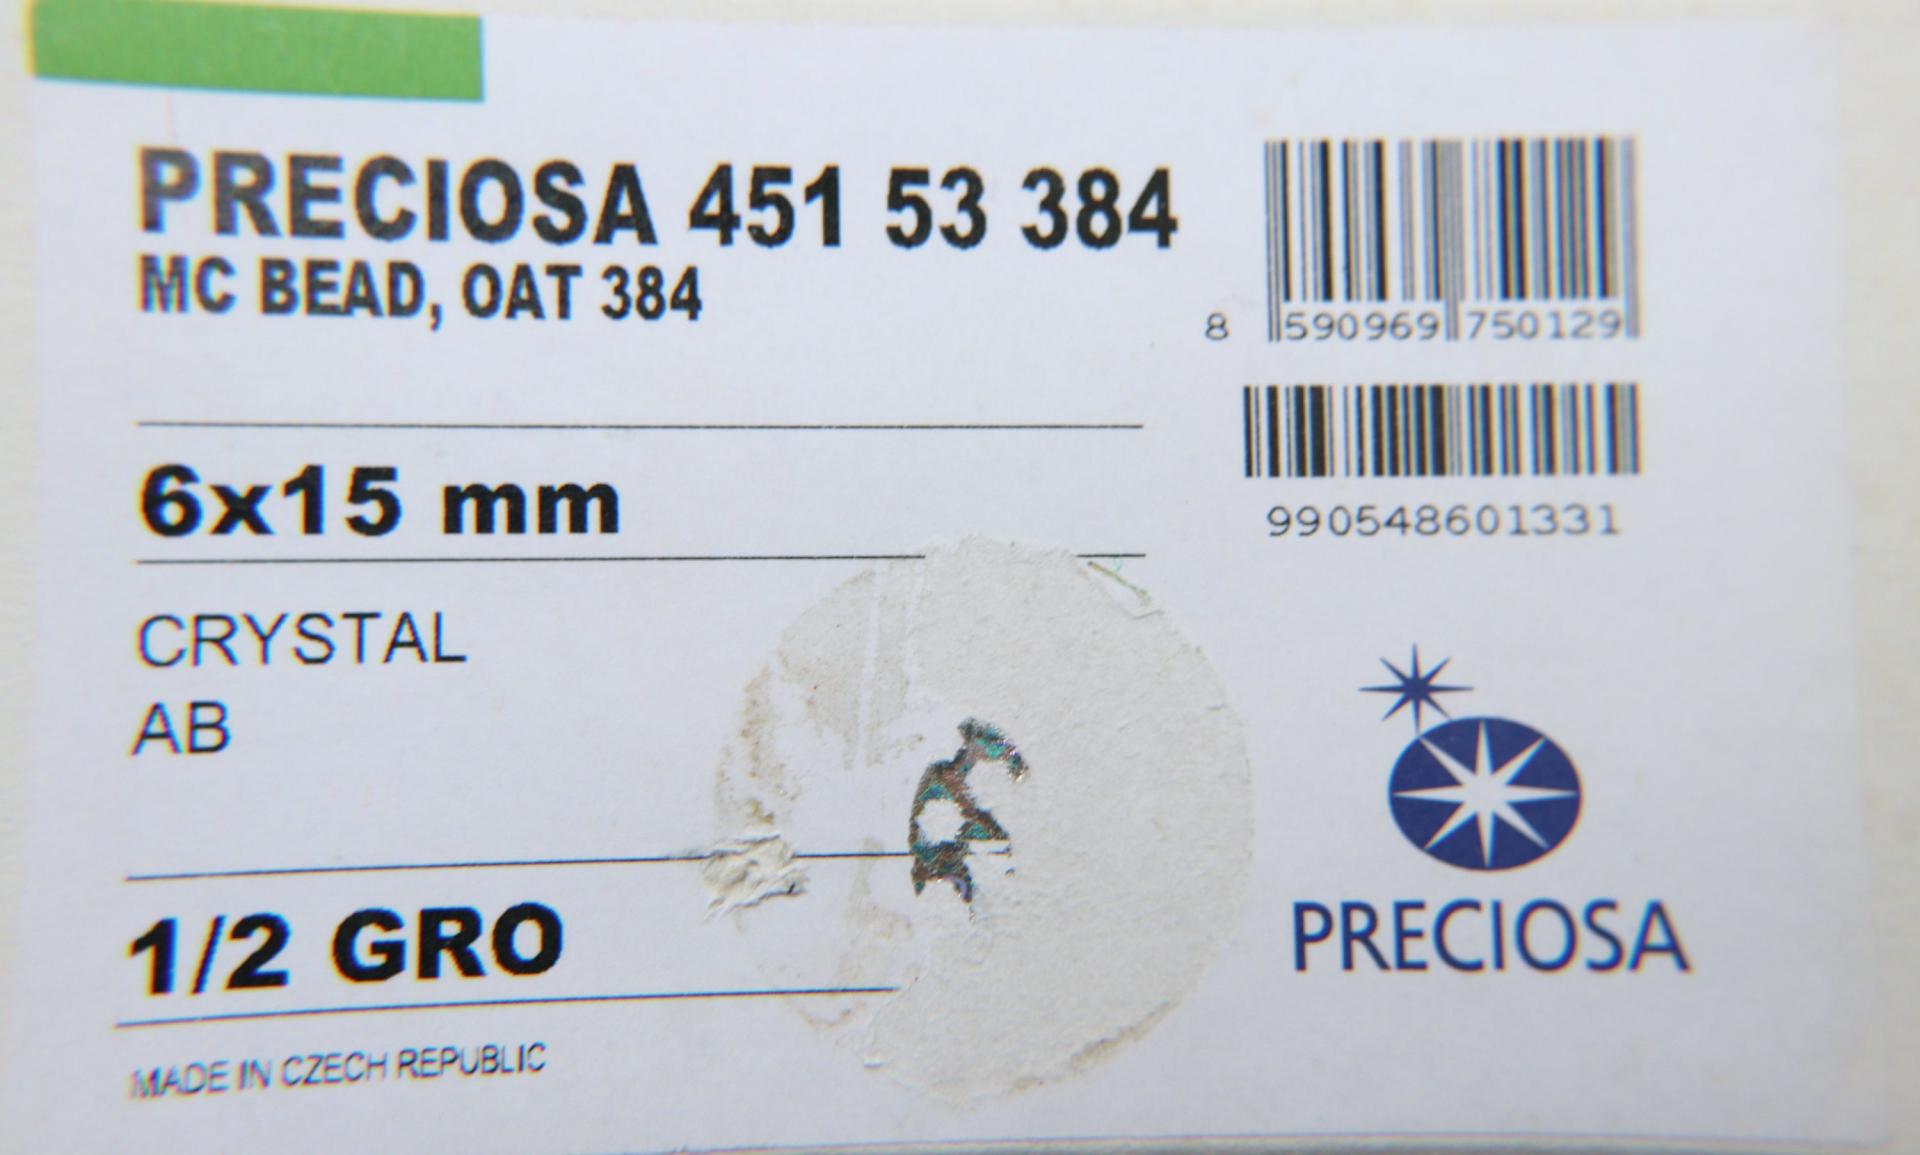 PRECIOSA 451 53 384
MC BEAD, OAT 384
8 590969 750129
6x15 mm
990548601331
CRYSTAL
AB
1/2 GRO
PRECIOSA
MADE IN CZECH REPUBLIC